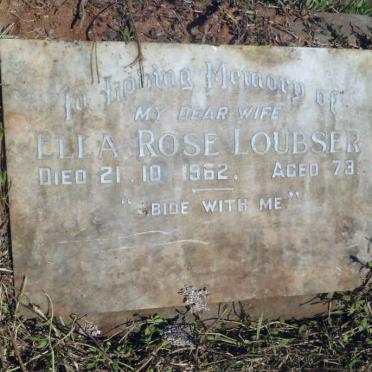 In Loving Memory of
MY DEAR WIFE
ELLA ROSE LOUBSER
DIED 21.10.1962. AGED 73.
"ABIDE WITH ME"